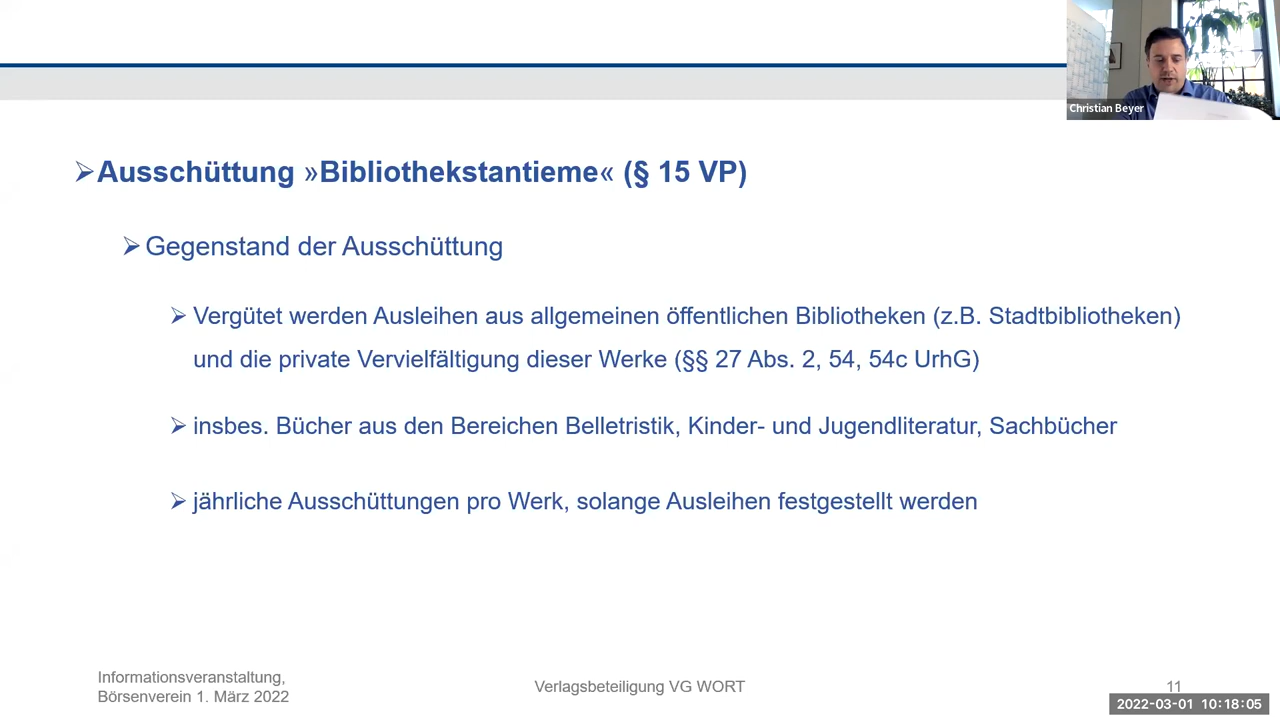 Christian Beyer
➢Ausschüttung »Bibliothekstantieme« (§ 15 VP)
➢Gegenstand der Ausschüttung
➢ Vergütet werden Ausleihen aus allgemeinen öffentlichen Bibliotheken (z.B. Stadtbibliotheken)
und die private Vervielfältigung dieser Werke (§§ 27 Abs. 2, 54, 54c UrhG)
➢ insbes. Bücher aus den Bereichen Belletristik, Kinder- und Jugendliteratur, Sachbücher
➢ jährliche Ausschüttungen pro Werk, solange Ausleihen festgestellt werden
Informationsveranstaltung,
Börsenverein 1. März 2022
Verlagsbeteiligung VG WORT
11
2022-03-01 10:18:05